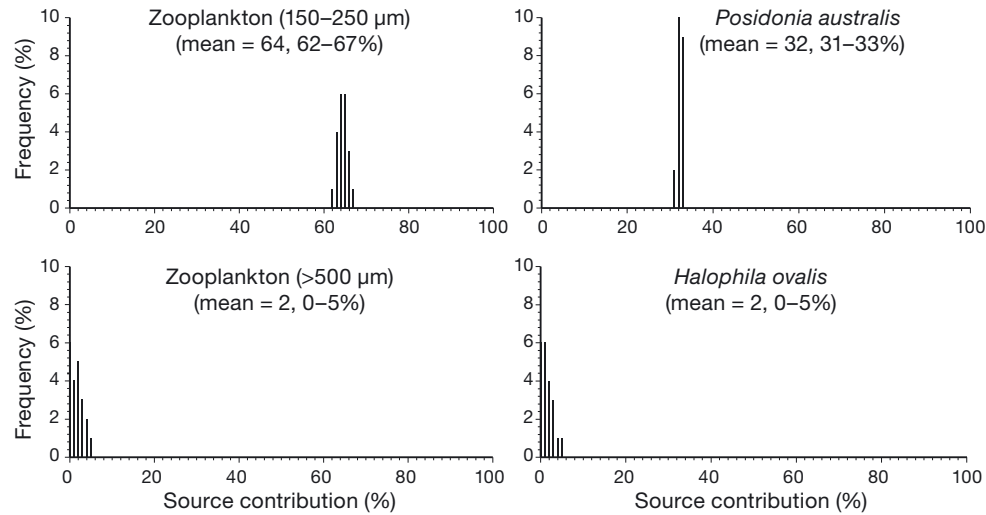 Zooplankton (150–250 µm)
(mean = 64, 62–67%)
Frequency (%)
10
8
6
4
2
0
0 20 40 60 80 100
Posidonia australis
(mean = 32, 31–33%)
10
8
6
4
2
0
0 20 40 60 80 100
Zooplankton (>500 µm)
(mean = 2, 0–5%)
Frequency (%)
10
8
6
4
2
0
0 20 40 60 80 100
Source contribution (%)
Halophila ovalis
(mean = 2, 0–5%)
10
8
6
4
2
0
0 20 40 60 80 100
Source contribution (%)